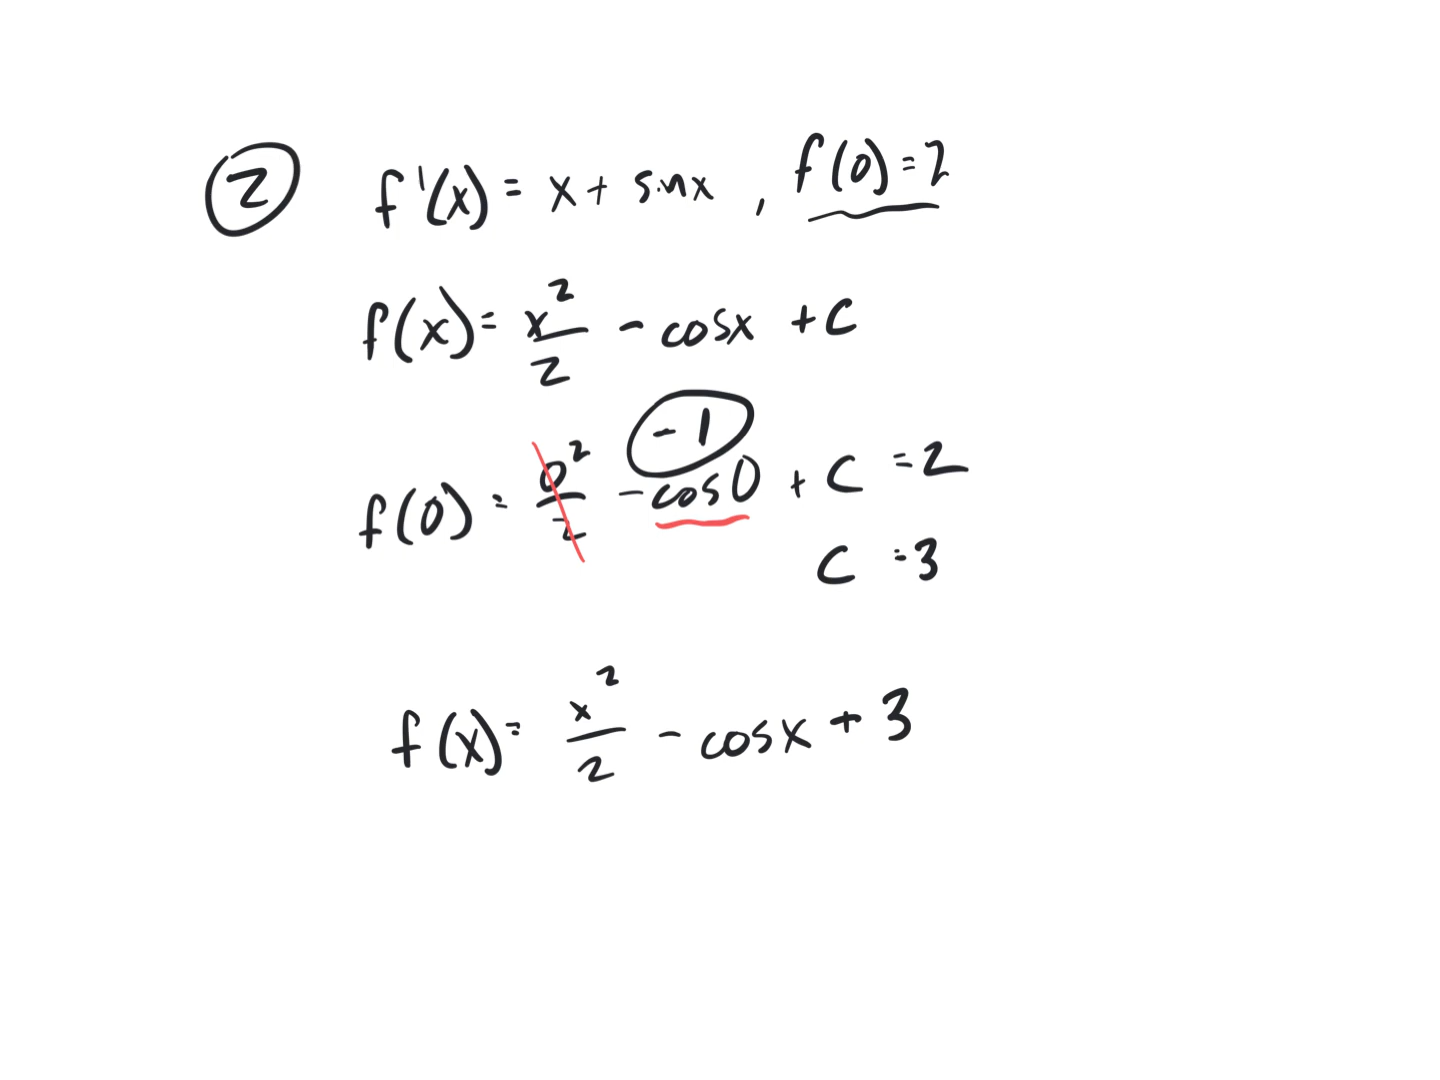 2 f'(x) = x + sinx , f(0) = 2
f(x) = x²/2 - cosx + C
-1
f(0) = 0²/2 - cos0 + C = 2
C = 3
f(x) = x²/2 - cosx + 3